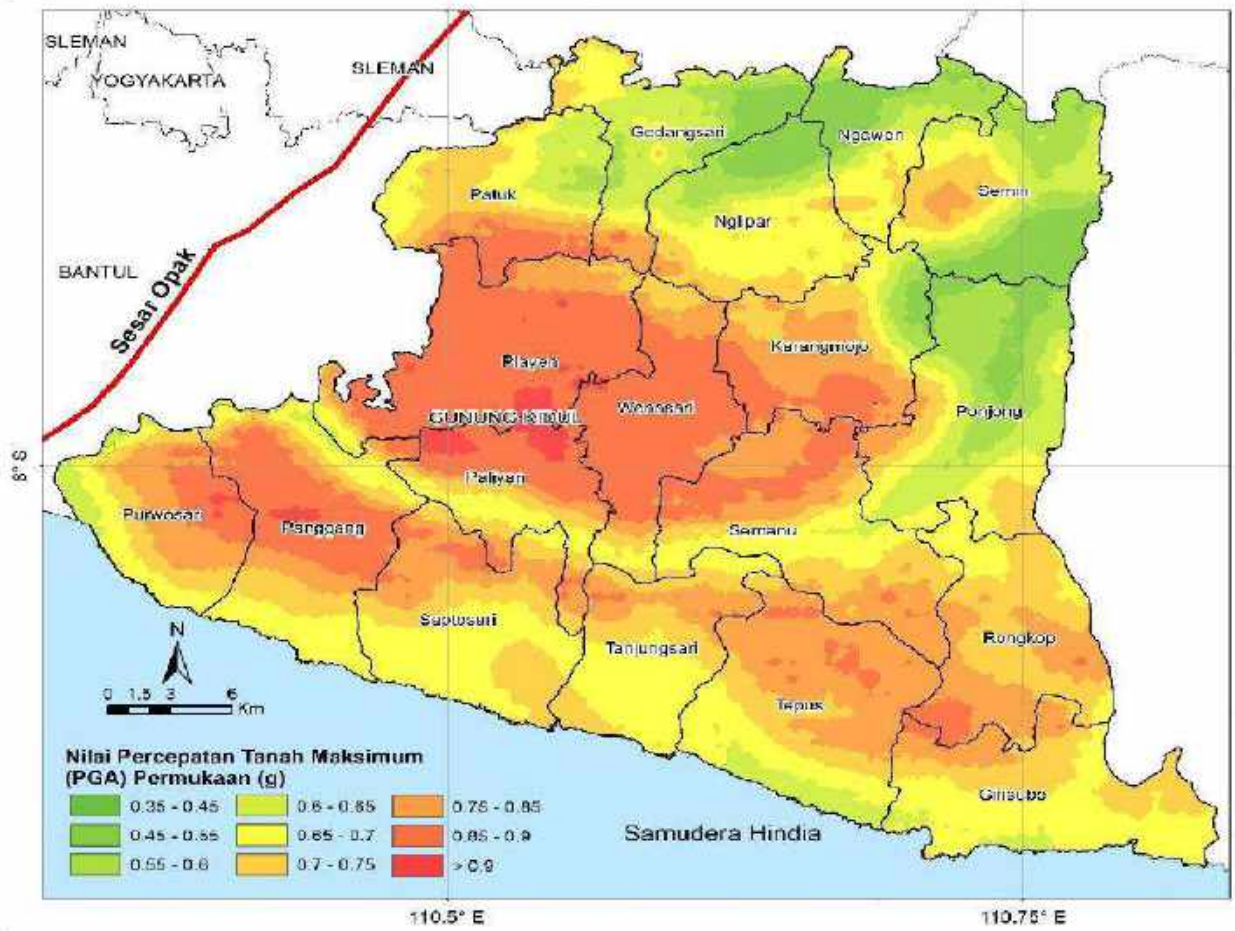 SLEMAN
YOGYAKARTA
SLEMAN
Gedangsari
Ngawen
Semin
Patuk
Nglipar
BANTUL
Sesar Opak
Karangmojo
Playen
Wonosari
GUNUNG KIDUL
Ponjong
8° S
Paliyan
Purwosari
Panggang
Semanu
Saptosari
Tanjungsari
Rongkop
Tepus
N
0 1.5 3 6
Km
Nilai Percepatan Tanah Maksimum
(PGA) Permukaan (g)
0.35 - 0.45
0.45 - 0.55
0.55 - 0.6
0.6 - 0.65
0.65 - 0.7
0.7 - 0.75
0.75 - 0.85
0.85 - 0.9
> 0.9
Girisubo
Samudera Hindia
110.5° E
110.75° E